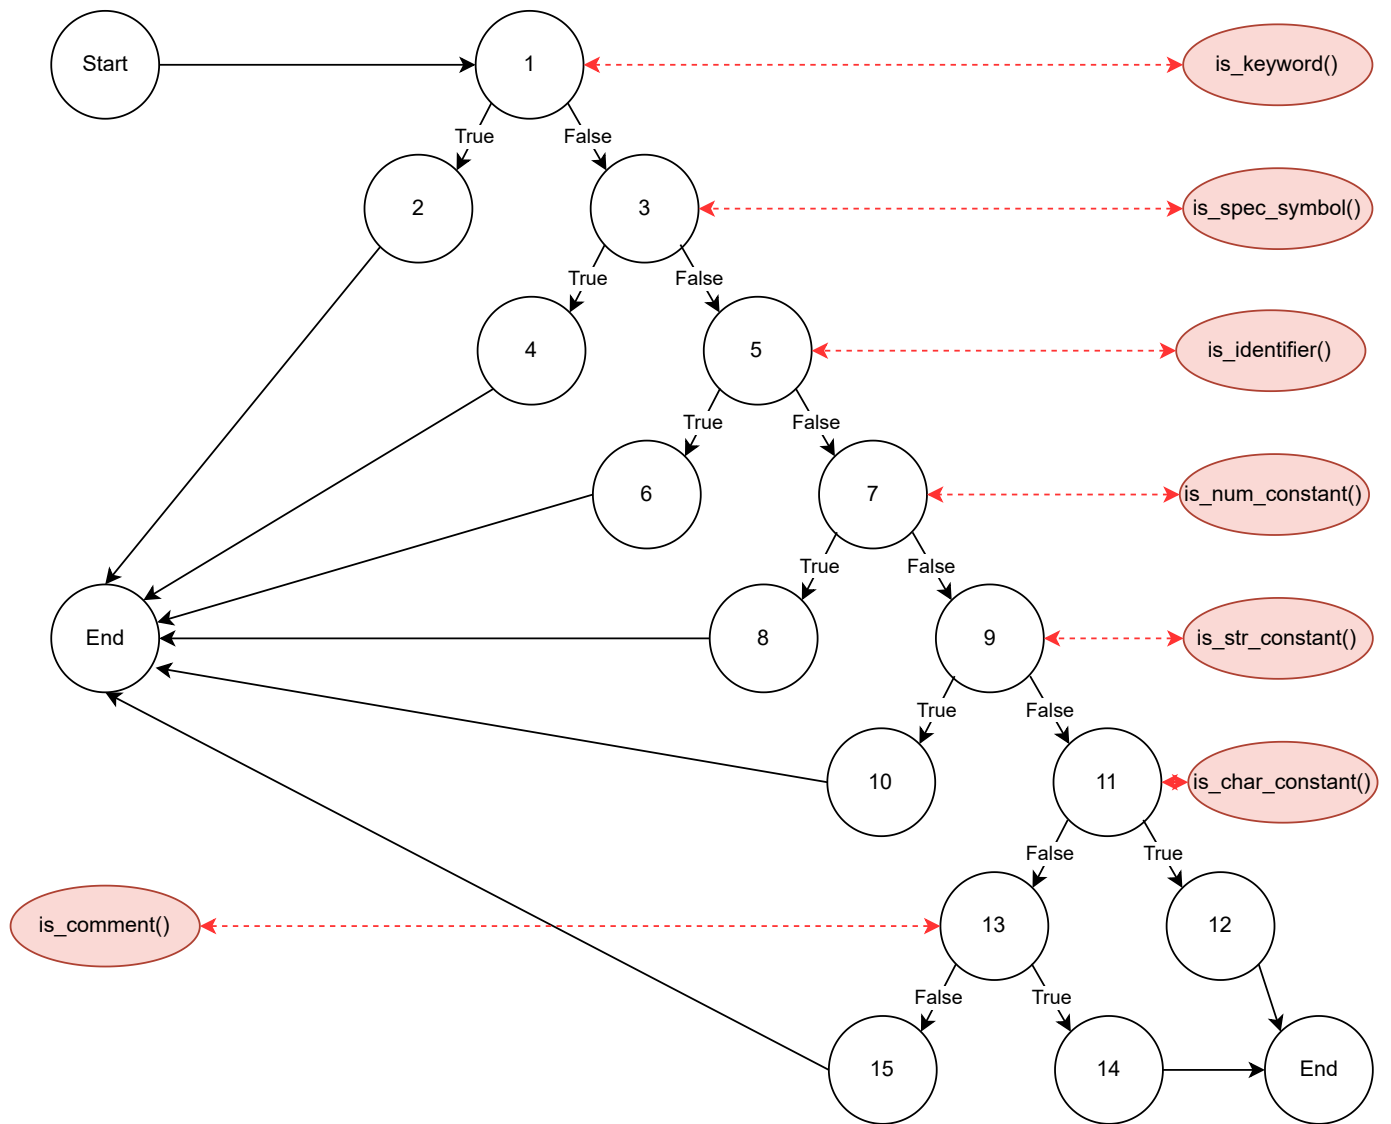 Start
1
is_keyword()
True
False
2
3
is_spec_symbol()
True
False
4
5
is_identifier()
True
False
6
7
is_num_constant()
True
False
End
8
9
is_str_constant()
True
False
10
11
is_char_constant()
False
True
is_comment()
13
12
False
True
15
14
End